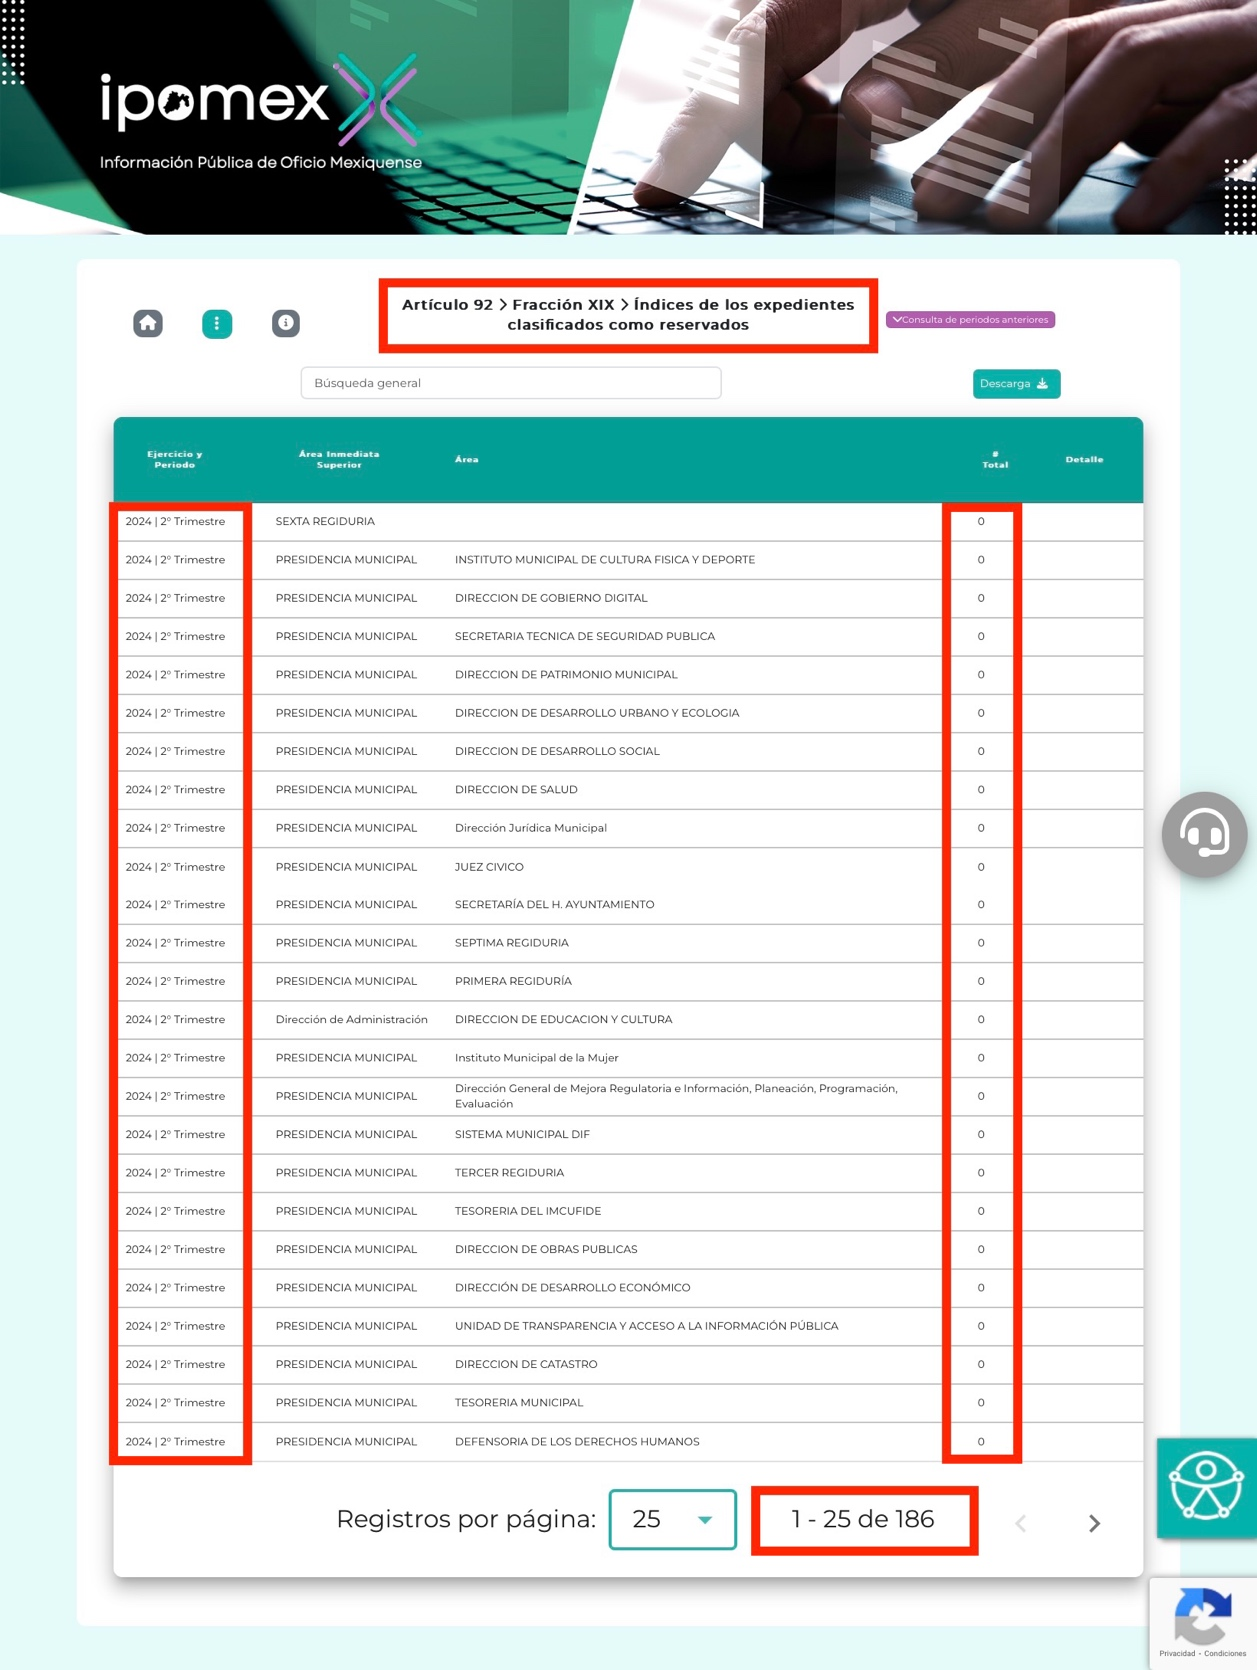 ipomex
Información Pública de Oficio Mexiquense
Artículo 92 > Fracción XIX > Índices de los expedientes
clasificados como reservados
Consulta de periodos anteriores
Búsqueda general
Descarga
Ejercicio y
Periodo
Área Inmediata
Superior
Área
#
Total
Detalle
2024 | 2° Trimestre SEXTA REGIDURIA 0
2024 | 2° Trimestre PRESIDENCIA MUNICIPAL INSTITUTO MUNICIPAL DE CULTURA FISICA Y DEPORTE 0
2024 | 2° Trimestre PRESIDENCIA MUNICIPAL DIRECCION DE GOBIERNO DIGITAL 0
2024 | 2° Trimestre PRESIDENCIA MUNICIPAL SECRETARIA TECNICA DE SEGURIDAD PUBLICA 0
2024 | 2° Trimestre PRESIDENCIA MUNICIPAL DIRECCION DE PATRIMONIO MUNICIPAL 0
2024 | 2° Trimestre PRESIDENCIA MUNICIPAL DIRECCION DE DESARROLLO URBANO Y ECOLOGIA 0
2024 | 2° Trimestre PRESIDENCIA MUNICIPAL DIRECCION DE DESARROLLO SOCIAL 0
2024 | 2° Trimestre PRESIDENCIA MUNICIPAL DIRECCION DE SALUD 0
2024 | 2° Trimestre PRESIDENCIA MUNICIPAL Dirección Jurídica Municipal 0
2024 | 2° Trimestre PRESIDENCIA MUNICIPAL JUEZ CIVICO 0
2024 | 2° Trimestre PRESIDENCIA MUNICIPAL SECRETARÍA DEL H. AYUNTAMIENTO 0
2024 | 2° Trimestre PRESIDENCIA MUNICIPAL SEPTIMA REGIDURIA 0
2024 | 2° Trimestre PRESIDENCIA MUNICIPAL PRIMERA REGIDURÍA 0
2024 | 2° Trimestre Dirección de Administración DIRECCION DE EDUCACION Y CULTURA 0
2024 | 2° Trimestre PRESIDENCIA MUNICIPAL Instituto Municipal de la Mujer 0
2024 | 2° Trimestre PRESIDENCIA MUNICIPAL Dirección General de Mejora Regulatoria e Información, Planeación, Programación,
Evaluación 0
2024 | 2° Trimestre PRESIDENCIA MUNICIPAL SISTEMA MUNICIPAL DIF 0
2024 | 2° Trimestre PRESIDENCIA MUNICIPAL TERCER REGIDURIA 0
2024 | 2° Trimestre PRESIDENCIA MUNICIPAL TESORERIA DEL IMCUFIDE 0
2024 | 2° Trimestre PRESIDENCIA MUNICIPAL DIRECCION DE OBRAS PUBLICAS 0
2024 | 2° Trimestre PRESIDENCIA MUNICIPAL DIRECCIÓN DE DESARROLLO ECONÓMICO 0
2024 | 2° Trimestre PRESIDENCIA MUNICIPAL UNIDAD DE TRANSPARENCIA Y ACCESO A LA INFORMACIÓN PÚBLICA 0
2024 | 2° Trimestre PRESIDENCIA MUNICIPAL DIRECCION DE CATASTRO 0
2024 | 2° Trimestre PRESIDENCIA MUNICIPAL TESORERIA MUNICIPAL 0
2024 | 2° Trimestre PRESIDENCIA MUNICIPAL DEFENSORIA DE LOS DERECHOS HUMANOS 0
Registros por página: 25 1 - 25 de 186
Privacidad - Condiciones